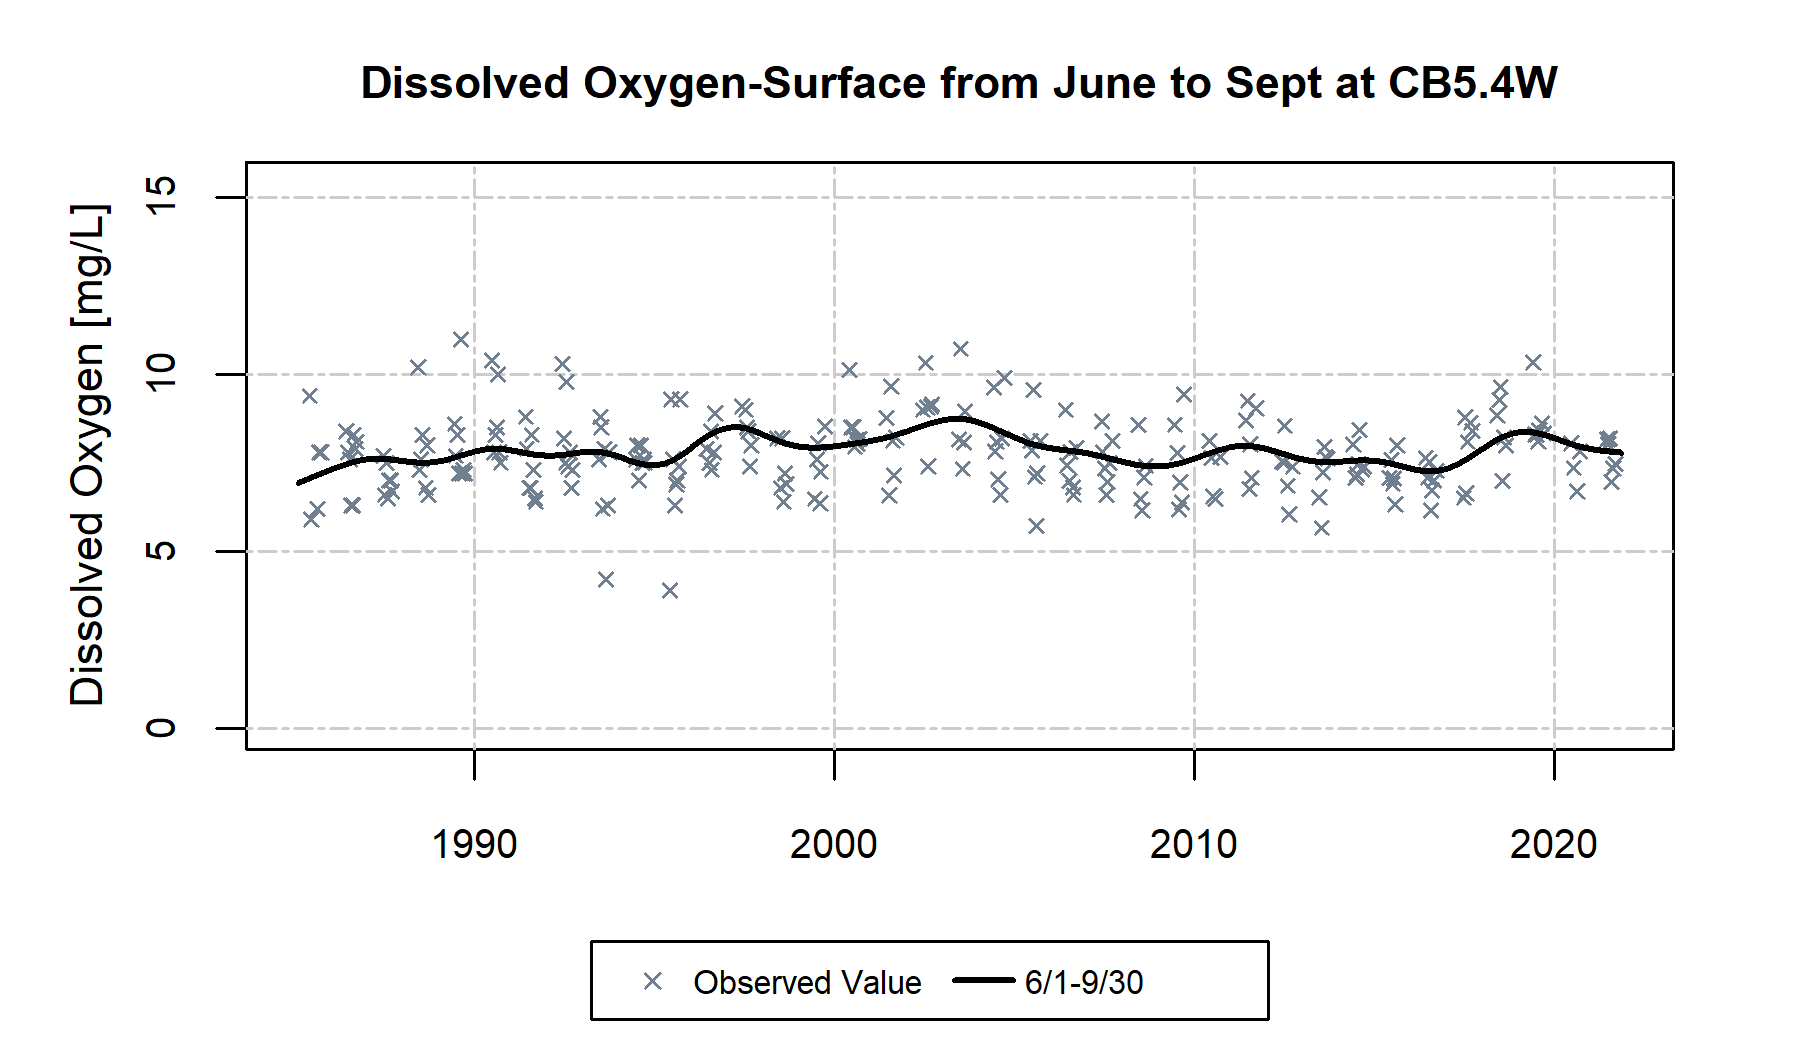 Dissolved Oxygen-Surface from June to Sept at CB5.4W
Dissolved Oxygen [mg/L]
15
10
5
0
1990 2000 2010 2020
Observed Value 6/1-9/30